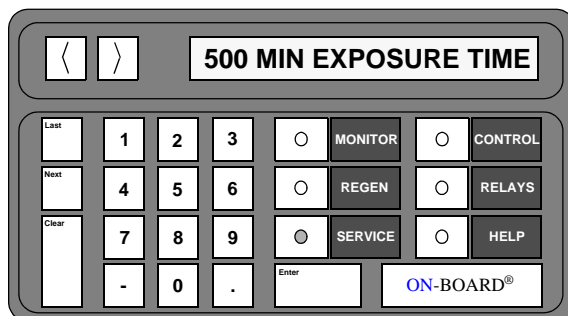 〈 〉 500 MIN EXPOSURE TIME
Last 1 2 3 MONITOR CONTROL
Next 4 5 6 REGEN RELAYS
Clear 7 8 9 SERVICE HELP
- 0 . Enter ON-BOARD®